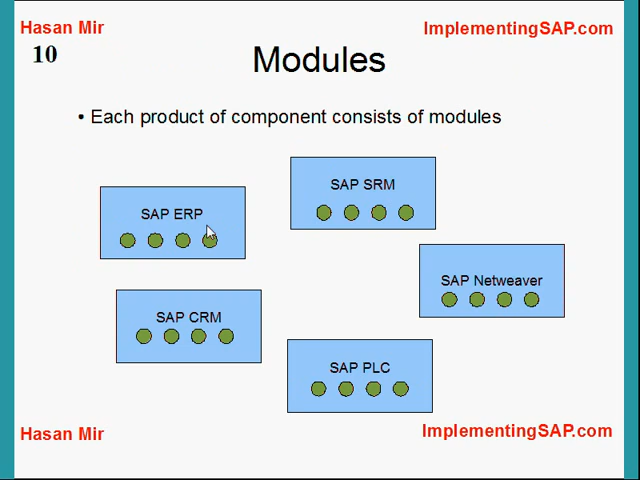 Hasan Mir
ImplementingSAP.com
10
Modules
• Each product of component consists of modules
SAP SRM
SAP ERP
SAP Netweaver
SAP CRM
SAP PLC
Hasan Mir
ImplementingSAP.com